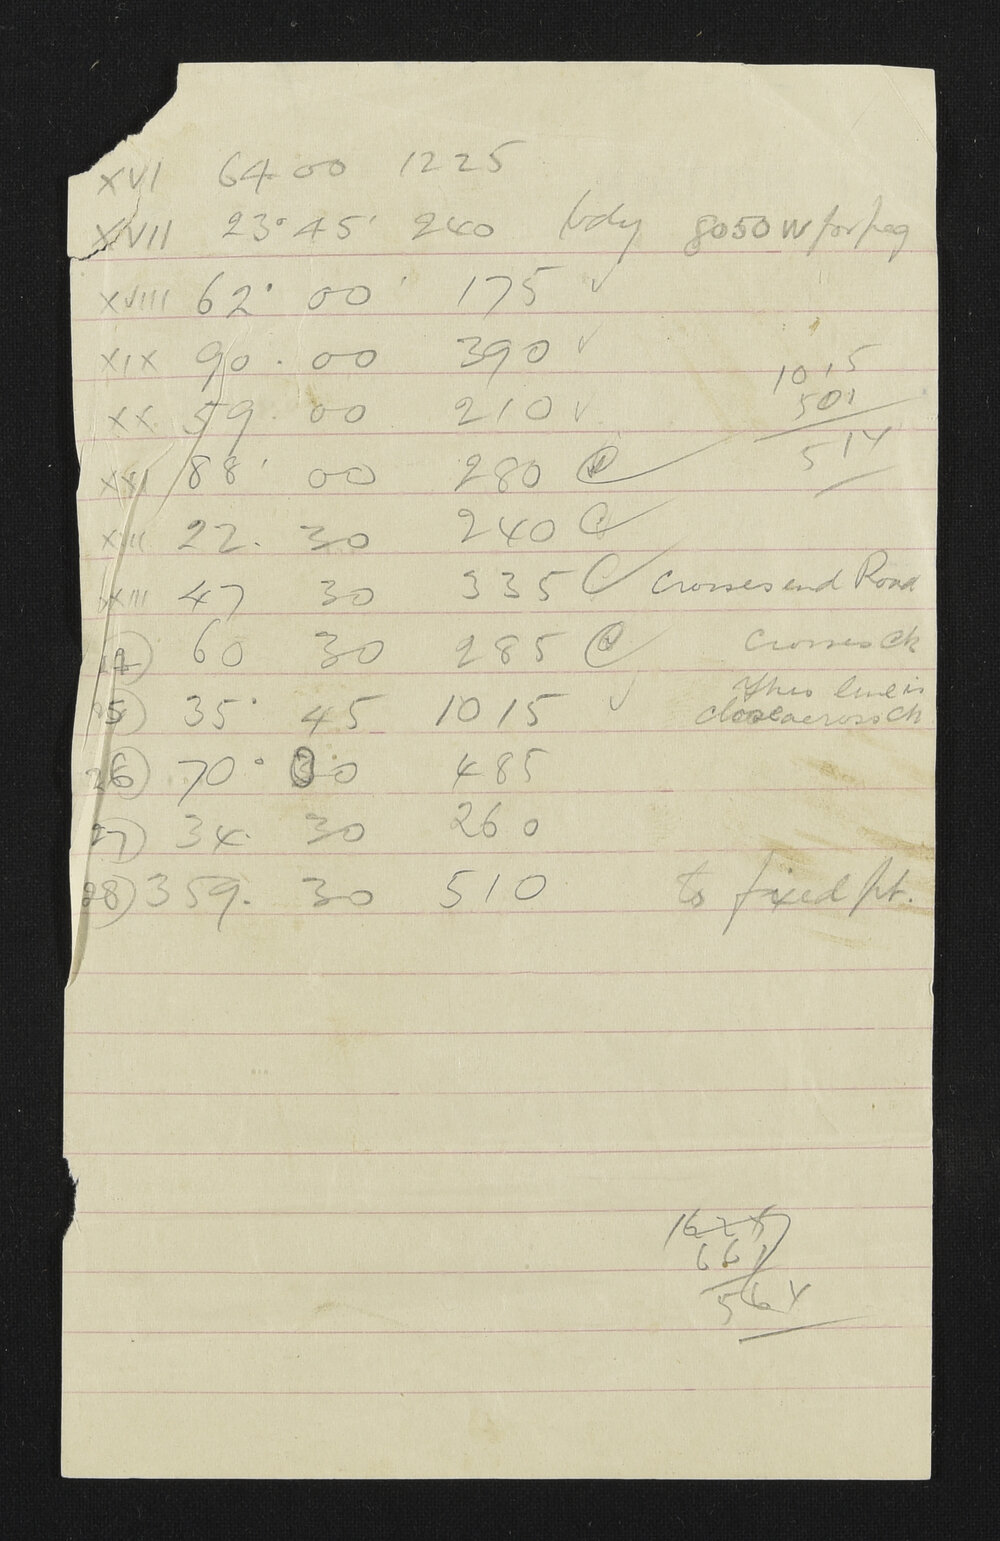 XVI 64.00 1225
XVII 23°45' 240 bdy 8050 W for peg
XVIII 62° 00' 175 ✓
XIX 90.00 390 ✓
1015
XX 59.00 210 ✓ 501
514
XXI 88' 00 280 C ✓
XXII 22. 30 240 C ✓
XXIII 47 30 335 C ✓ crosses end Road
24) 60 30 285 C ✓ crosses Ck
This line is
25) 35° 45 1015 ✓ close across Ck
26) 70° 30 485
27) 34. 30 260
28) 359. 30 510 to fixed pt.
661